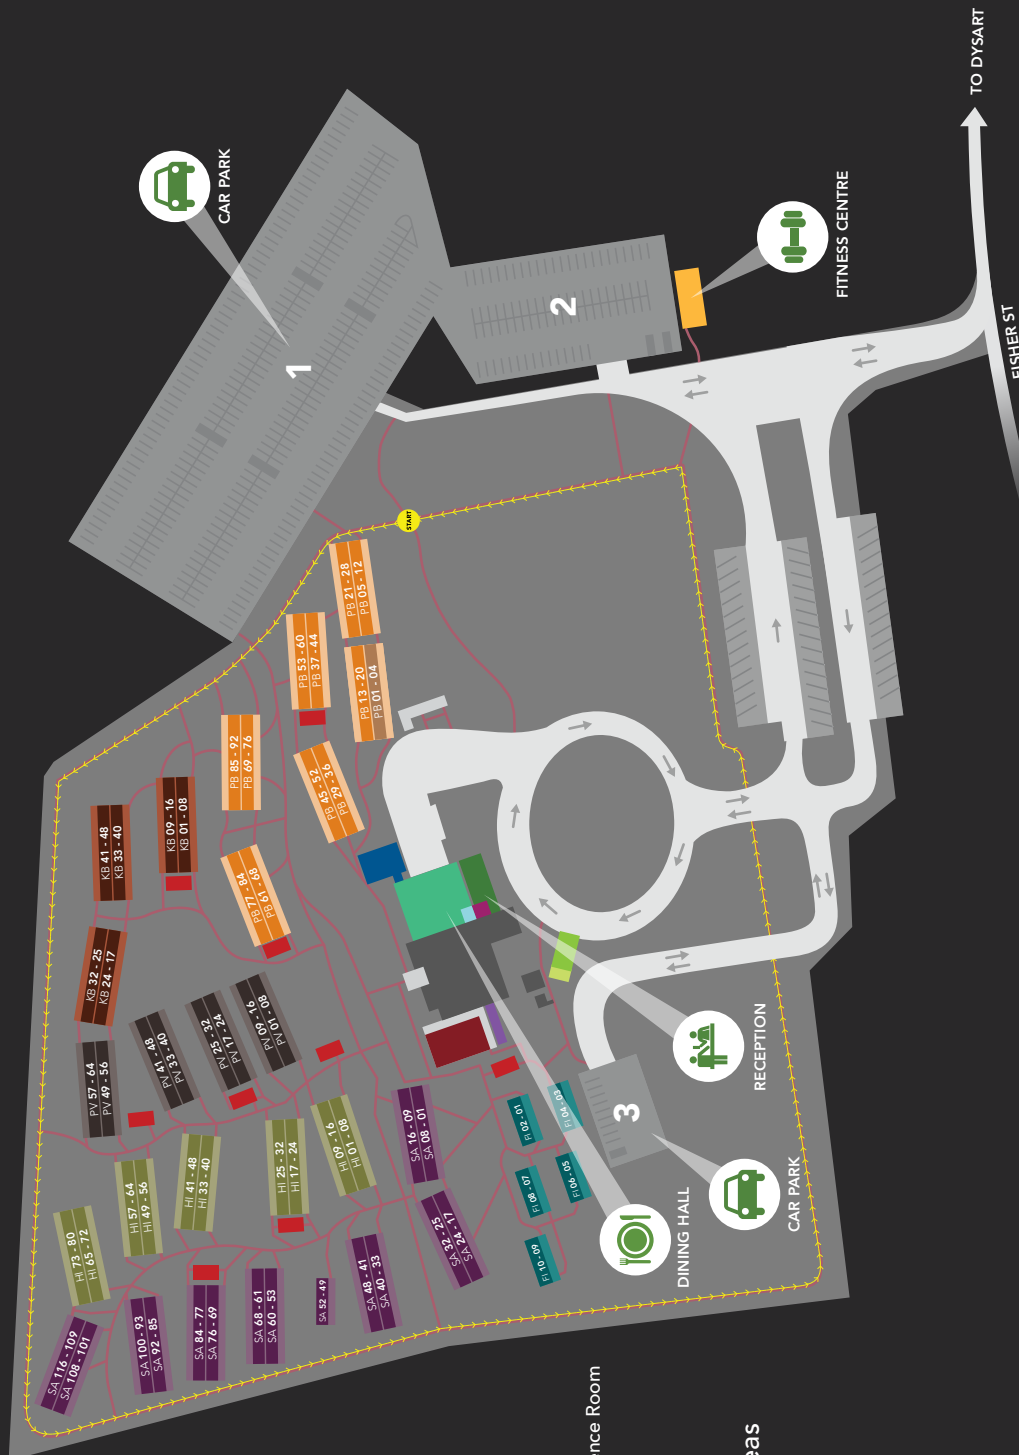 TO DYSART
FISHER ST
CAR PARK
1
2
FITNESS CENTRE
START
PB 21 - 28
PB 05 - 12
PB 53 - 60
PB 37 - 44
PB 13 - 20
PB 01 - 04
PB 85 - 92
PB 69 - 76
PB 45 - 52
PB 29 - 36
PB 77 - 84
PB 61 - 68
KB 41 - 48
KB 33 - 40
KB 09 - 16
KB 01 - 08
KB 32 - 25
KB 24 - 17
PV 57 - 64
PV 49 - 56
PV 41 - 48
PV 33 - 40
PV 25 - 32
PV 17 - 24
PV 09 - 16
PV 01 - 08
HI 73 - 80
HI 65 - 72
HI 57 - 64
HI 49 - 56
HI 41 - 48
HI 33 - 40
HI 25 - 32
HI 17 - 24
HI 09 - 16
HI 01 - 08
SA 116 - 109
SA 108 - 101
SA 100 - 93
SA 92 - 85
SA 84 - 77
SA 76 - 69
SA 68 - 61
SA 60 - 53
SA 52 - 49
SA 48 - 41
SA 40 - 33
SA 32 - 25
SA 24 - 17
SA 16 - 09
SA 08 - 01
FI 02 - 01
FI 04 - 03
FI 06 - 05
FI 08 - 07
FI 10 - 09
3
RECEPTION
CAR PARK
DINING HALL
nce Room
eas